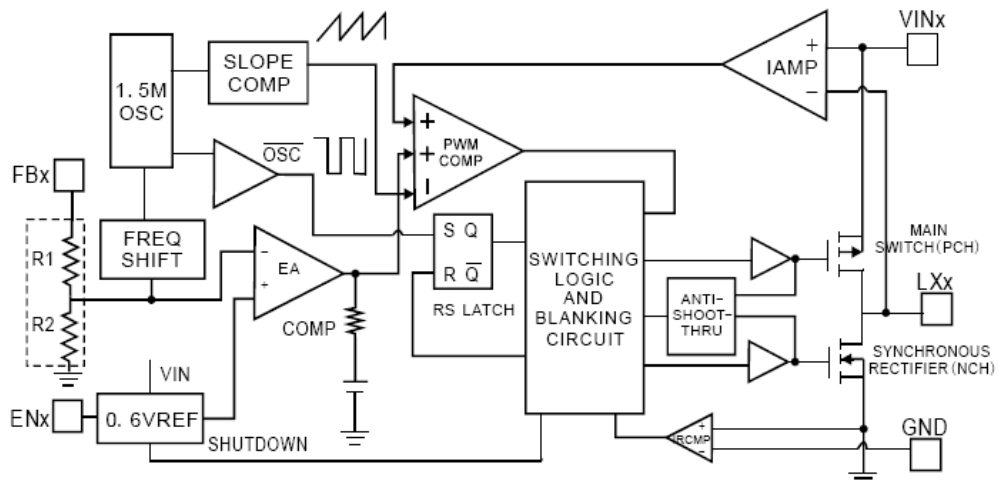 VINx
SLOPE
COMP
IAMP
+
−
1. 5M
OSC
+
+
−
PWM
COMP
OSC
FBx
FREQ
SHIFT
R1
R2
−
EA
+
COMP
S Q
R Q
RS LATCH
SWITCHING
LOGIC
AND
BLANKING
CIRCUIT
ANTI-
SHOOT-
THRU
MAIN
SWITCH(PCH)
LXx
SYNCHRONOUS
RECTIFIER(NCH)
VIN
ENx
0. 6VREF
SHUTDOWN
+
IRCMP
−
GND